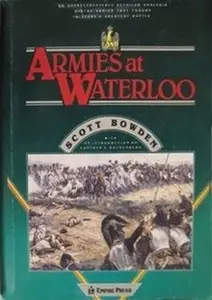 AN UNPRECEDENTEDLY DETAILED ANALYSIS
OF THE ARMIES THAT FOUGHT
HISTORY'S GREATEST BATTLE
ARMIES at
WATERLOO
SCOTT BOWDEN
WITH
AN INTRODUCTION BY
EMPIRE PRESS